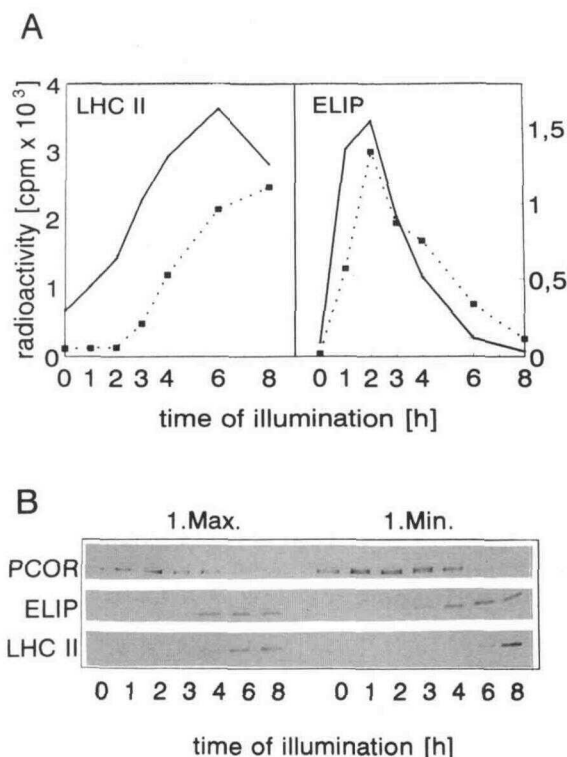 A
LHC II
ELIP
4
3
2
1
0
radioactivity [cpm x 10³]
1,5
1
0,5
0
0 1 2 3 4 6 8
0 1 2 3 4 6 8
time of illumination [h]
B
1.Max.
1.Min.
PCOR
ELIP
LHC II
0 1 2 3 4 6 8
0 1 2 3 4 6 8
time of illumination [h]